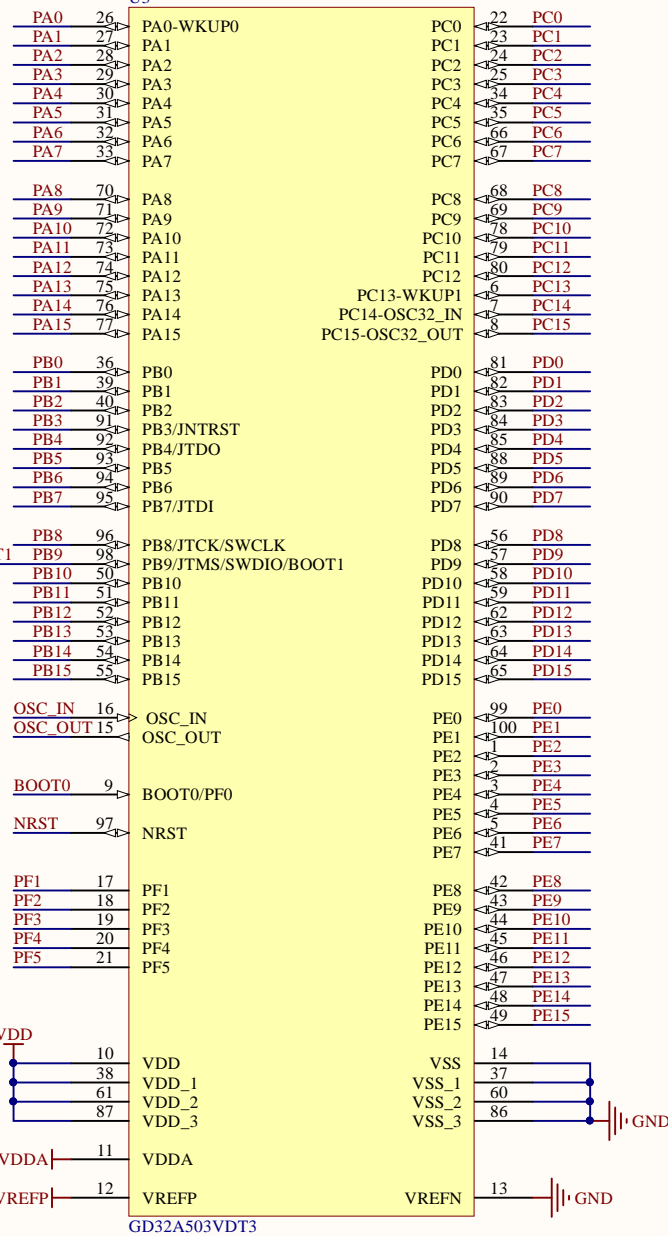 PA0 26 PA0-WKUP0 PC0 22 PC0
PA1 27 PA1 PC1 23 PC1
PA2 28 PA2 PC2 24 PC2
PA3 29 PA3 PC3 25 PC3
PA4 30 PA4 PC4 34 PC4
PA5 31 PA5 PC5 35 PC5
PA6 32 PA6 PC6 66 PC6
PA7 33 PA7 PC7 67 PC7
PA8 70 PA8 PC8 68 PC8
PA9 71 PA9 PC9 69 PC9
PA10 72 PA10 PC10 78 PC10
PA11 73 PA11 PC11 79 PC11
PA12 74 PA12 PC12 80 PC12
PA13 75 PA13 PC13-WKUP1 6 PC13
PA14 76 PA14 PC14-OSC32_IN 7 PC14
PA15 77 PA15 PC15-OSC32_OUT 8 PC15
PB0 36 PB0 PD0 81 PD0
PB1 39 PB1 PD1 82 PD1
PB2 40 PB2 PD2 83 PD2
PB3 91 PB3/JNTRST PD3 84 PD3
PB4 92 PB4/JTDO PD4 85 PD4
PB5 93 PB5 PD5 88 PD5
PB6 94 PB6 PD6 89 PD6
PB7 95 PB7/JTDI PD7 90 PD7
PB8 96 PB8/JTCK/SWCLK PD8 56 PD8
PB9 98 PB9/JTMS/SWDIO/BOOT1 PD9 57 PD9
PB10 50 PB10 PD10 58 PD10
PB11 51 PB11 PD11 59 PD11
PB12 52 PB12 PD12 62 PD12
PB13 53 PB13 PD13 63 PD13
PB14 54 PB14 PD14 64 PD14
PB15 55 PB15 PD15 65 PD15
OSC_IN 16 OSC_IN PE0 99 PE0
OSC_OUT 15 OSC_OUT PE1 100 PE1
PE2 1 PE2
PE3 2 PE3
BOOT0 9 BOOT0/PF0 PE4 3 PE4
PE5 4 PE5
NRST 97 NRST PE6 5 PE6
PE7 41 PE7
PF1 17 PF1 PE8 42 PE8
PF2 18 PF2 PE9 43 PE9
PF3 19 PF3 PE10 44 PE10
PF4 20 PF4 PE11 45 PE11
PF5 21 PF5 PE12 46 PE12
PE13 47 PE13
PE14 48 PE14
PE15 49 PE15
VDD
10 VDD VSS 14
38 VDD_1 VSS_1 37
61 VDD_2 VSS_2 60
87 VDD_3 VSS_3 86 GND
VDDA 11 VDDA
VREFP 12 VREFP VREFN 13 GND
GD32A503VDT3